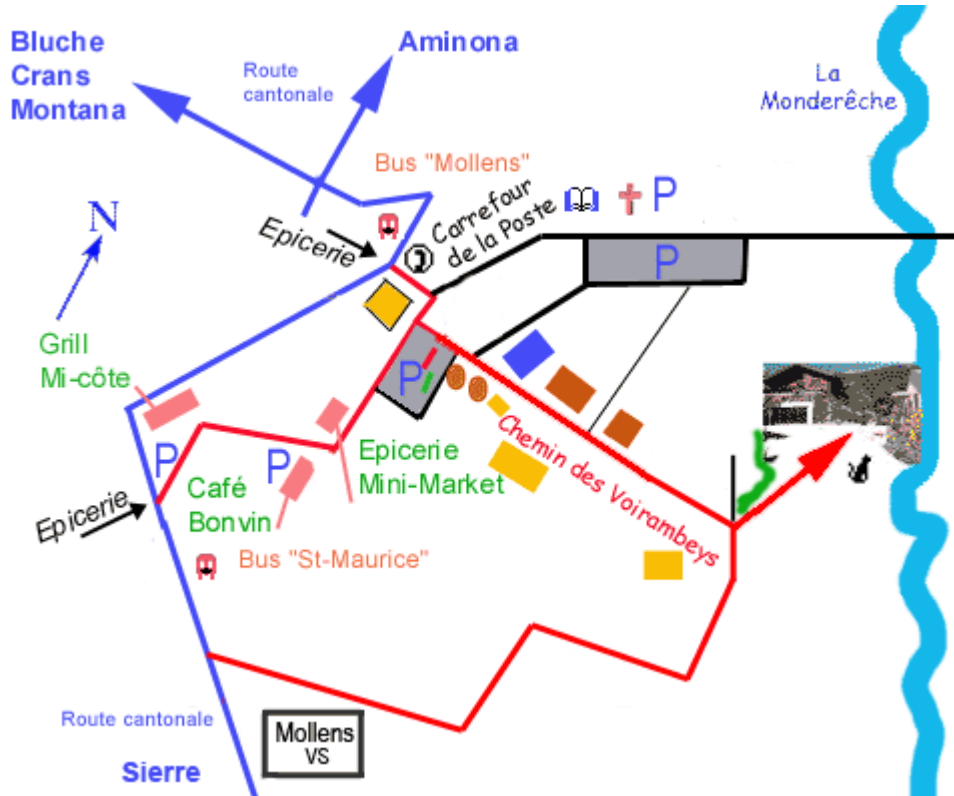 Bluche
Crans
Montana
Aminona
Route
cantonale
La
Monderêche
Bus "Mollens"
N
Epicerie
Carrefour
de la Poste
P
P
Grill
Mi-côte
P
P
P
Epicerie
Mini-Market
Café
Bonvin
Chemin des Voirambeys
Epicerie
Bus "St-Maurice"
Route cantonale
Sierre
Mollens
VS